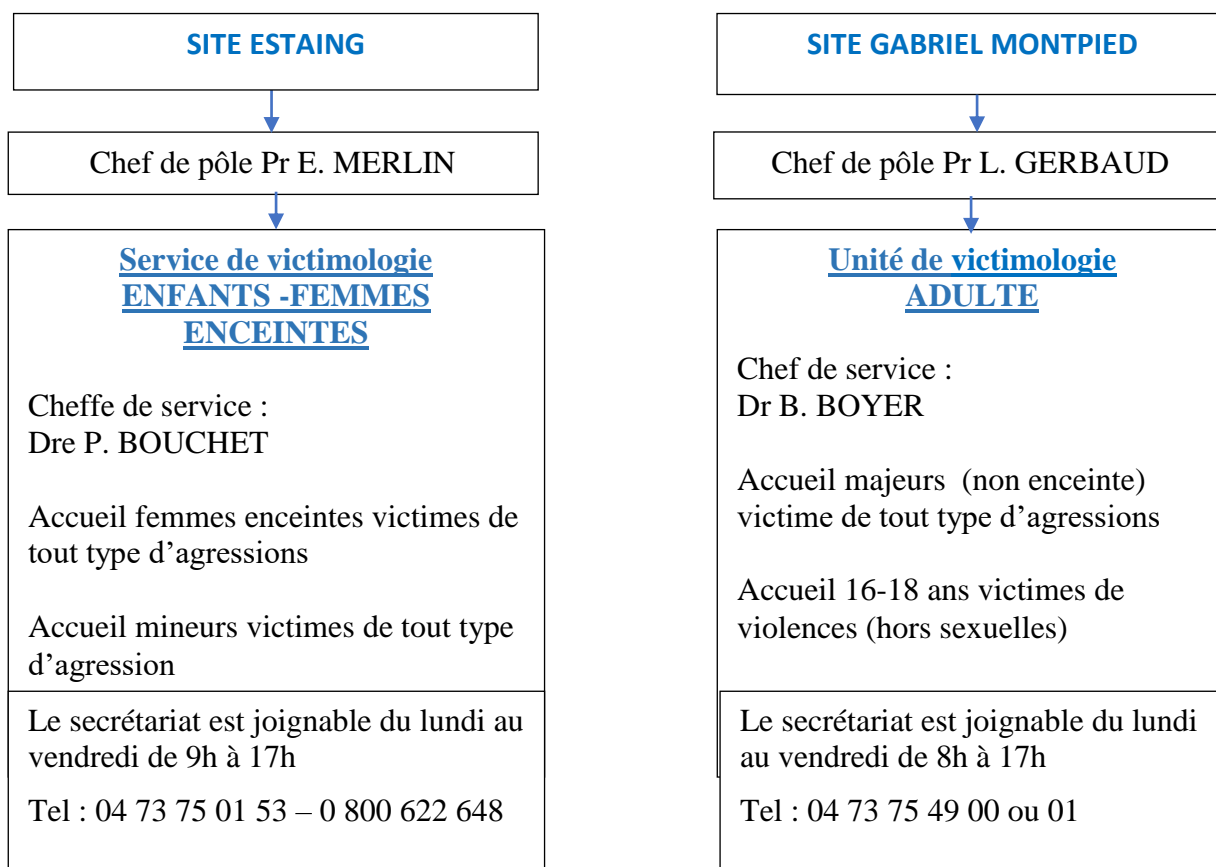 SITE ESTAING
Chef de pôle Pr E. MERLIN
Service de victimologie
ENFANTS -FEMMES
ENCEINTES
Cheffe de service :
Dre P. BOUCHET
Accueil femmes enceintes victimes de
tout type d’agressions
Accueil mineurs victimes de tout type
d’agression
Le secrétariat est joignable du lundi au
vendredi de 9h à 17h
Tel : 04 73 75 01 53 – 0 800 622 648
SITE GABRIEL MONTPIED
Chef de pôle Pr L. GERBAUD
Unité de victimologie
ADULTE
Chef de service :
Dr B. BOYER
Accueil majeurs (non enceinte)
victime de tout type d’agressions
Accueil 16-18 ans victimes de
violences (hors sexuelles)
Le secrétariat est joignable du lundi
au vendredi de 8h à 17h
Tel : 04 73 75 49 00 ou 01